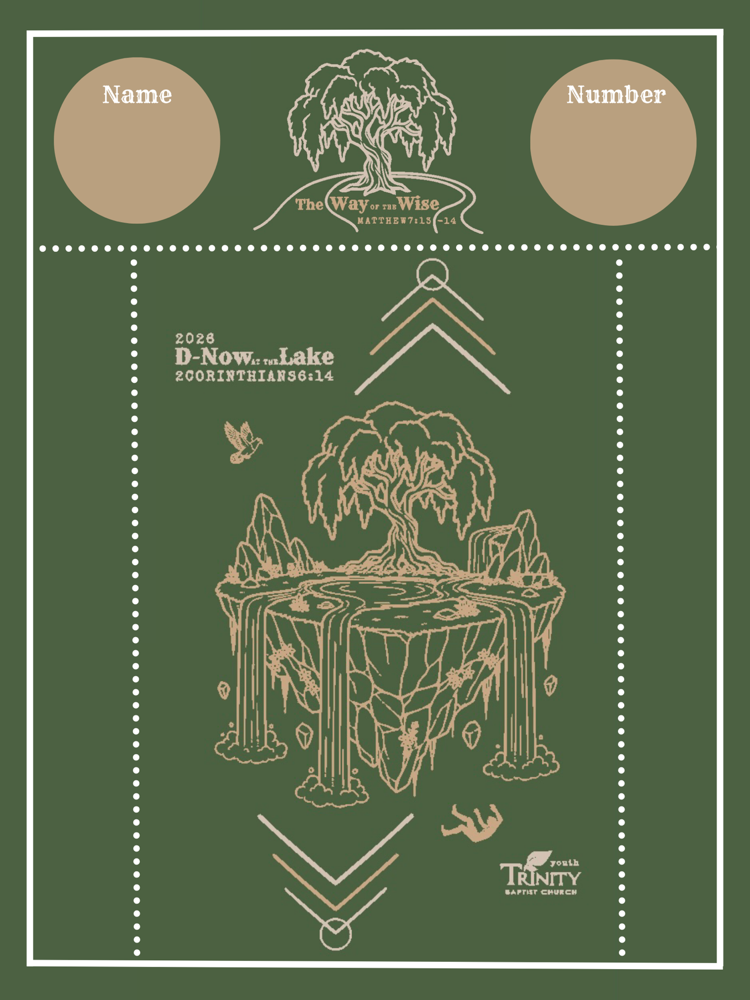 Name
Number
The Way OF THE Wise
MATTHEW7:13-14
2026
D-Now AT THE Lake
2CORINTHIANS6:14
youth
TRINITY
BAPTIST CHURCH